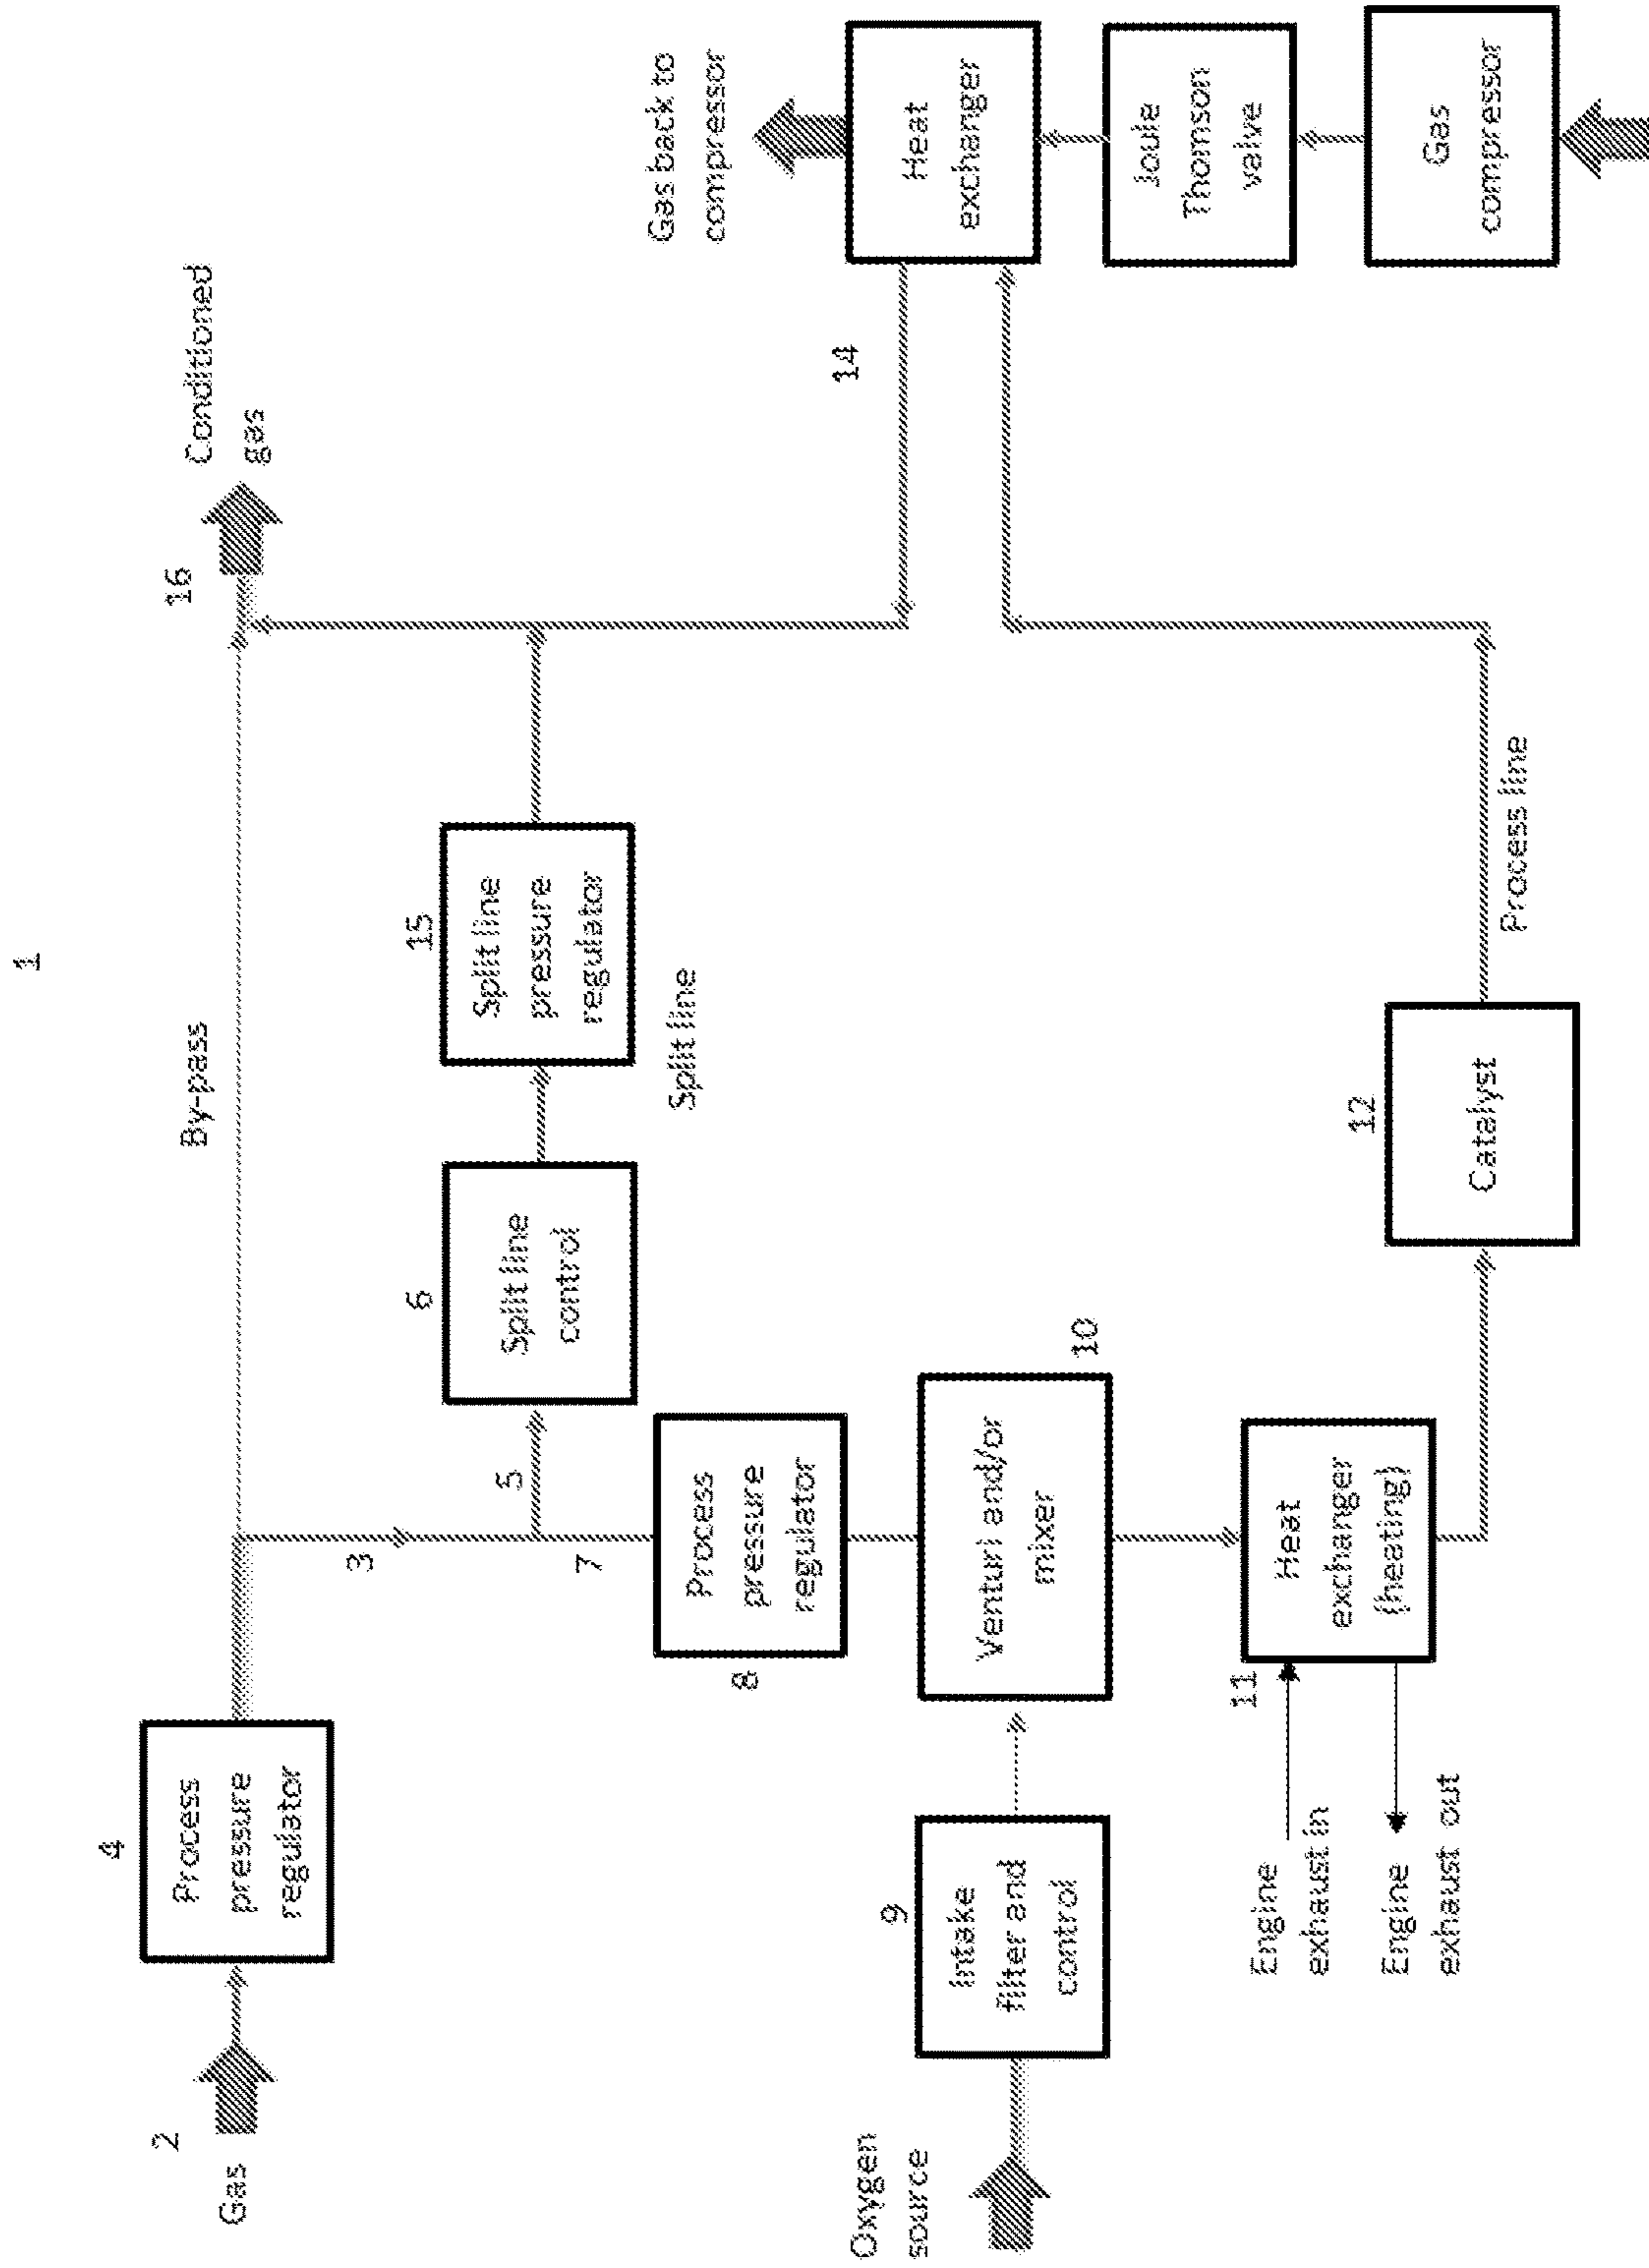 1
2
Gas
4
Process
pressure
regulator
3
By-pass
16
Conditioned
gas
5
6
Split line
control
15
Split line
pressure
regulator
Split line
7
8
Process
pressure
regulator
Oxygen
source
9
Intake
filter and
control
10
Venturi and/or
mixer
11
Heat
exchanger
(heating)
Engine
exhaust in
Engine
exhaust out
12
Catalyst
Process line
14
Gas back to
compressor
Heat
exchanger
Joule
Thomson
valve
Gas
compressor